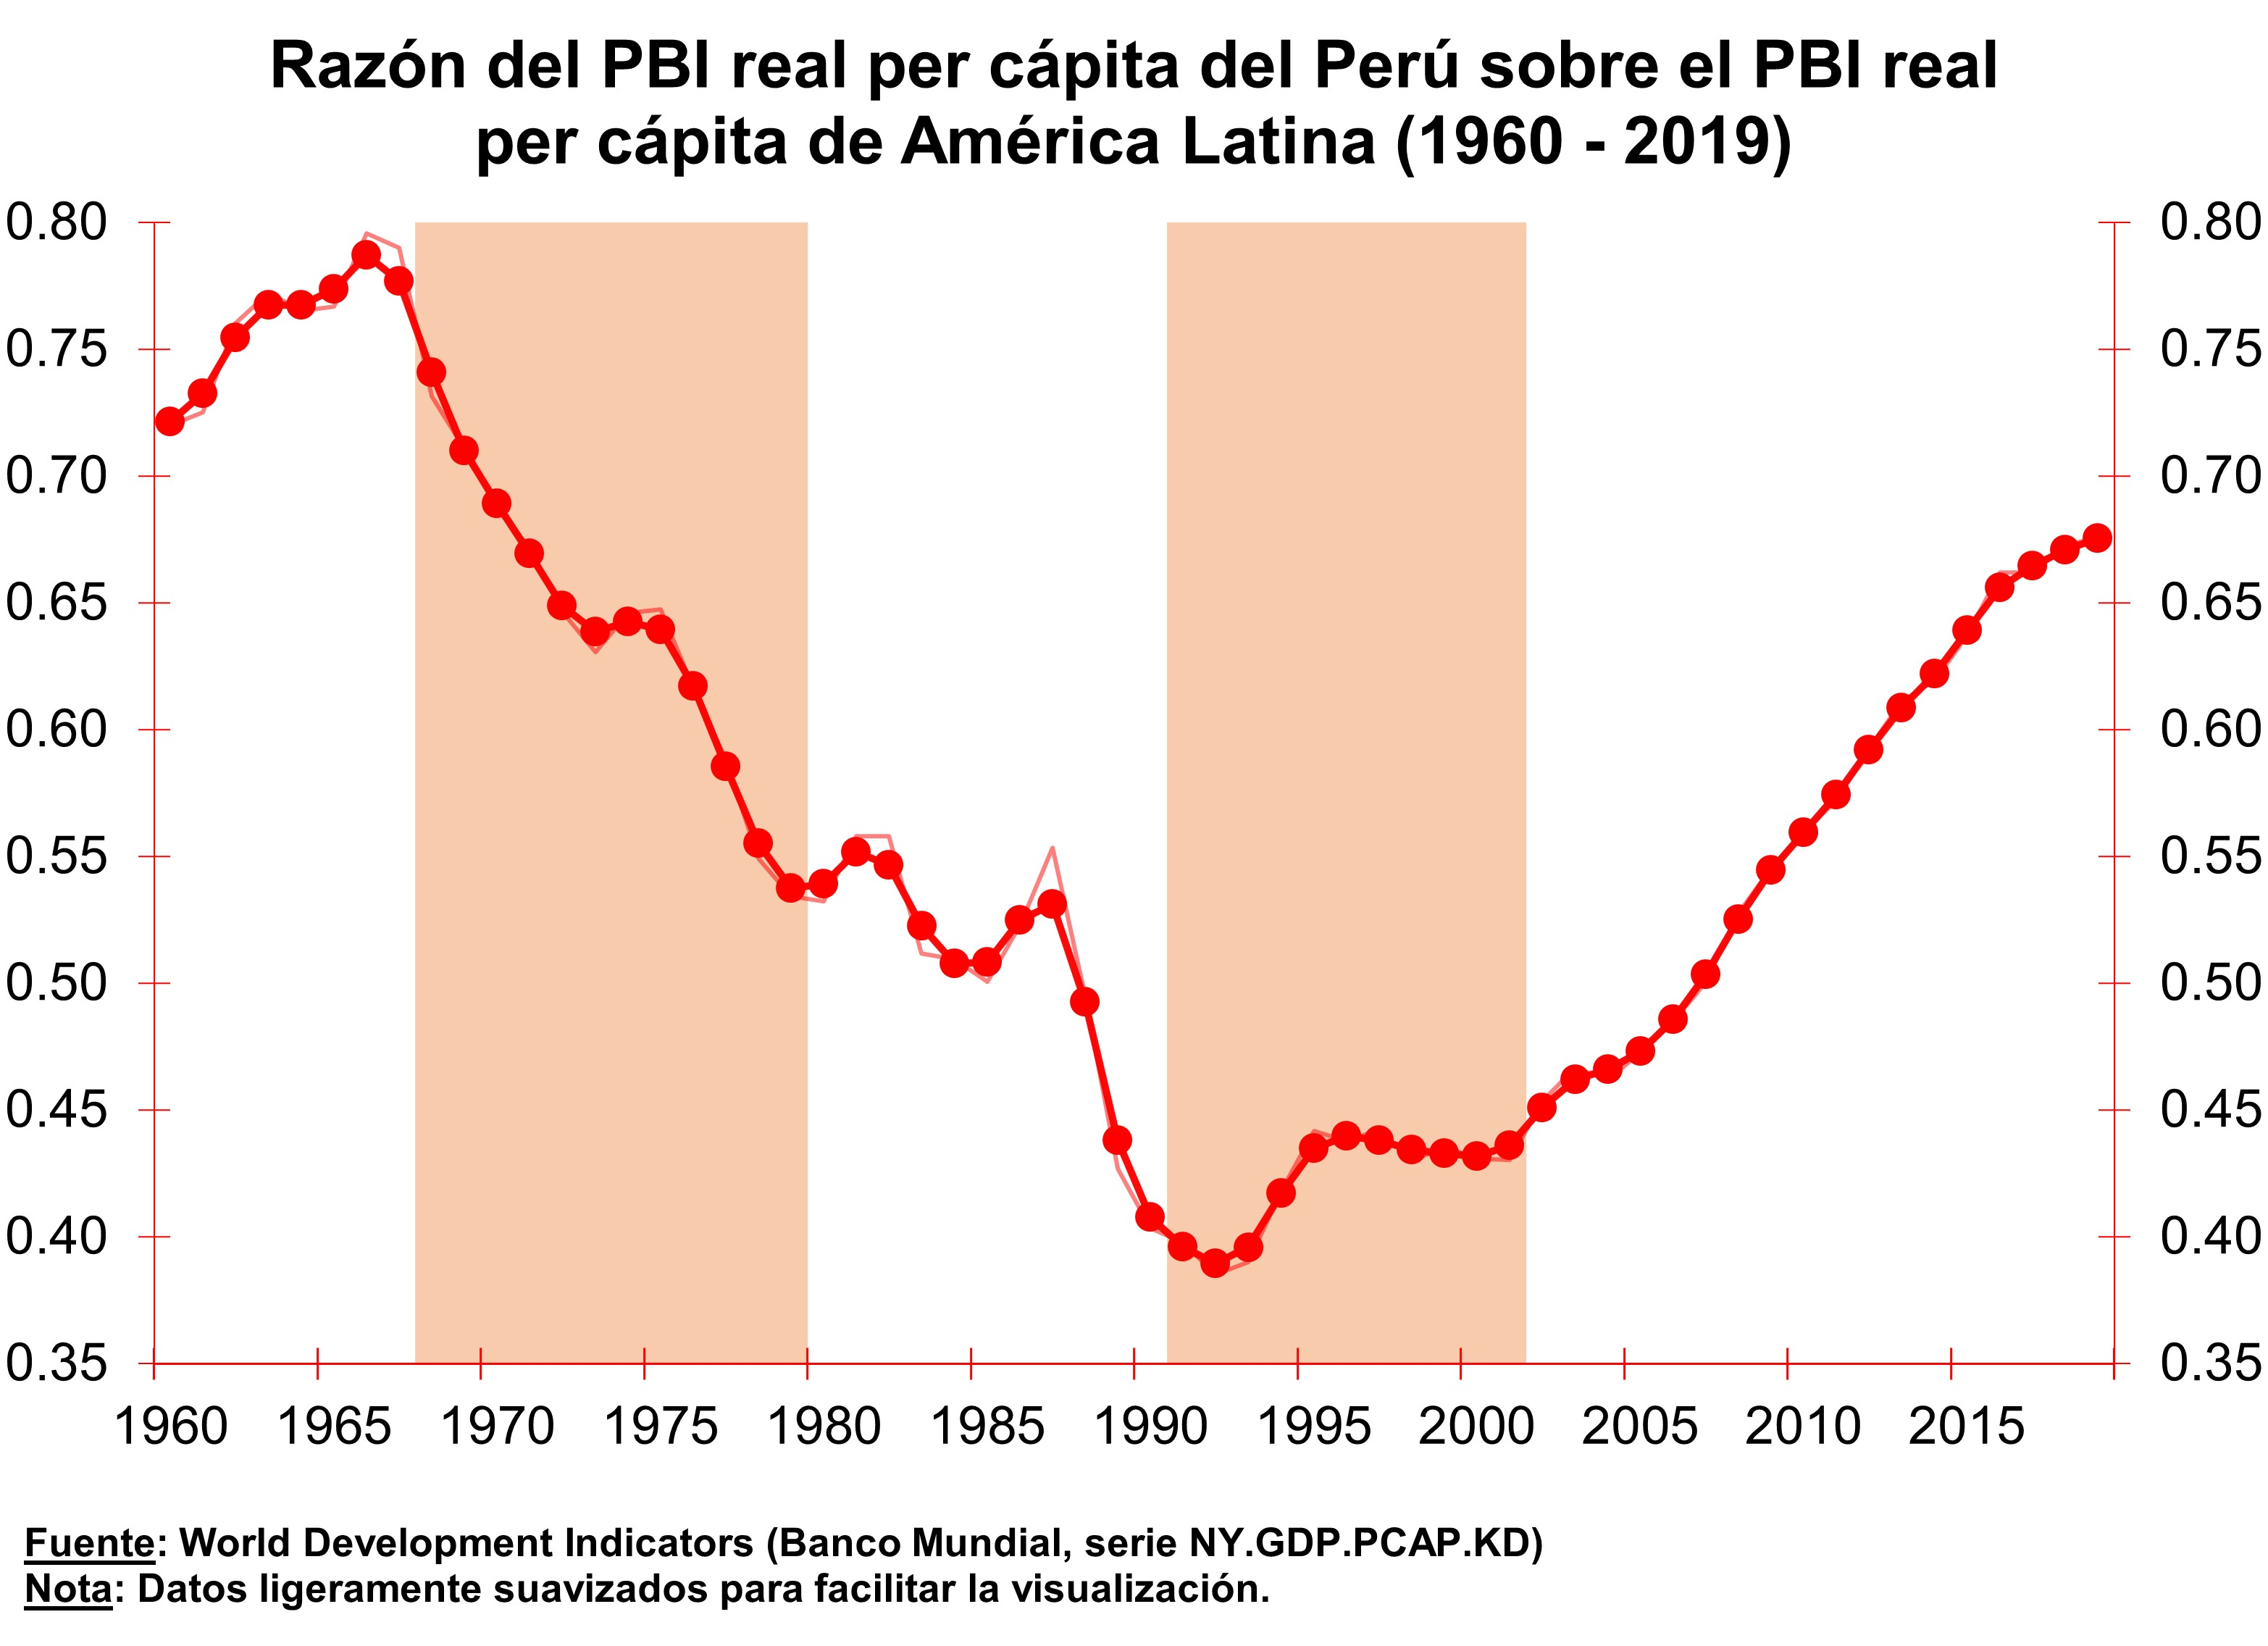 Razón del PBI real per cápita del Perú sobre el PBI real
per cápita de América Latina (1960 - 2019)
0.80 0.80
0.75 0.75
0.70 0.70
0.65 0.65
0.60 0.60
0.55 0.55
0.50 0.50
0.45 0.45
0.40 0.40
0.35 0.35
1960 1965 1970 1975 1980 1985 1990 1995 2000 2005 2010 2015
Fuente: World Development Indicators (Banco Mundial, serie NY.GDP.PCAP.KD)
Nota: Datos ligeramente suavizados para facilitar la visualización.